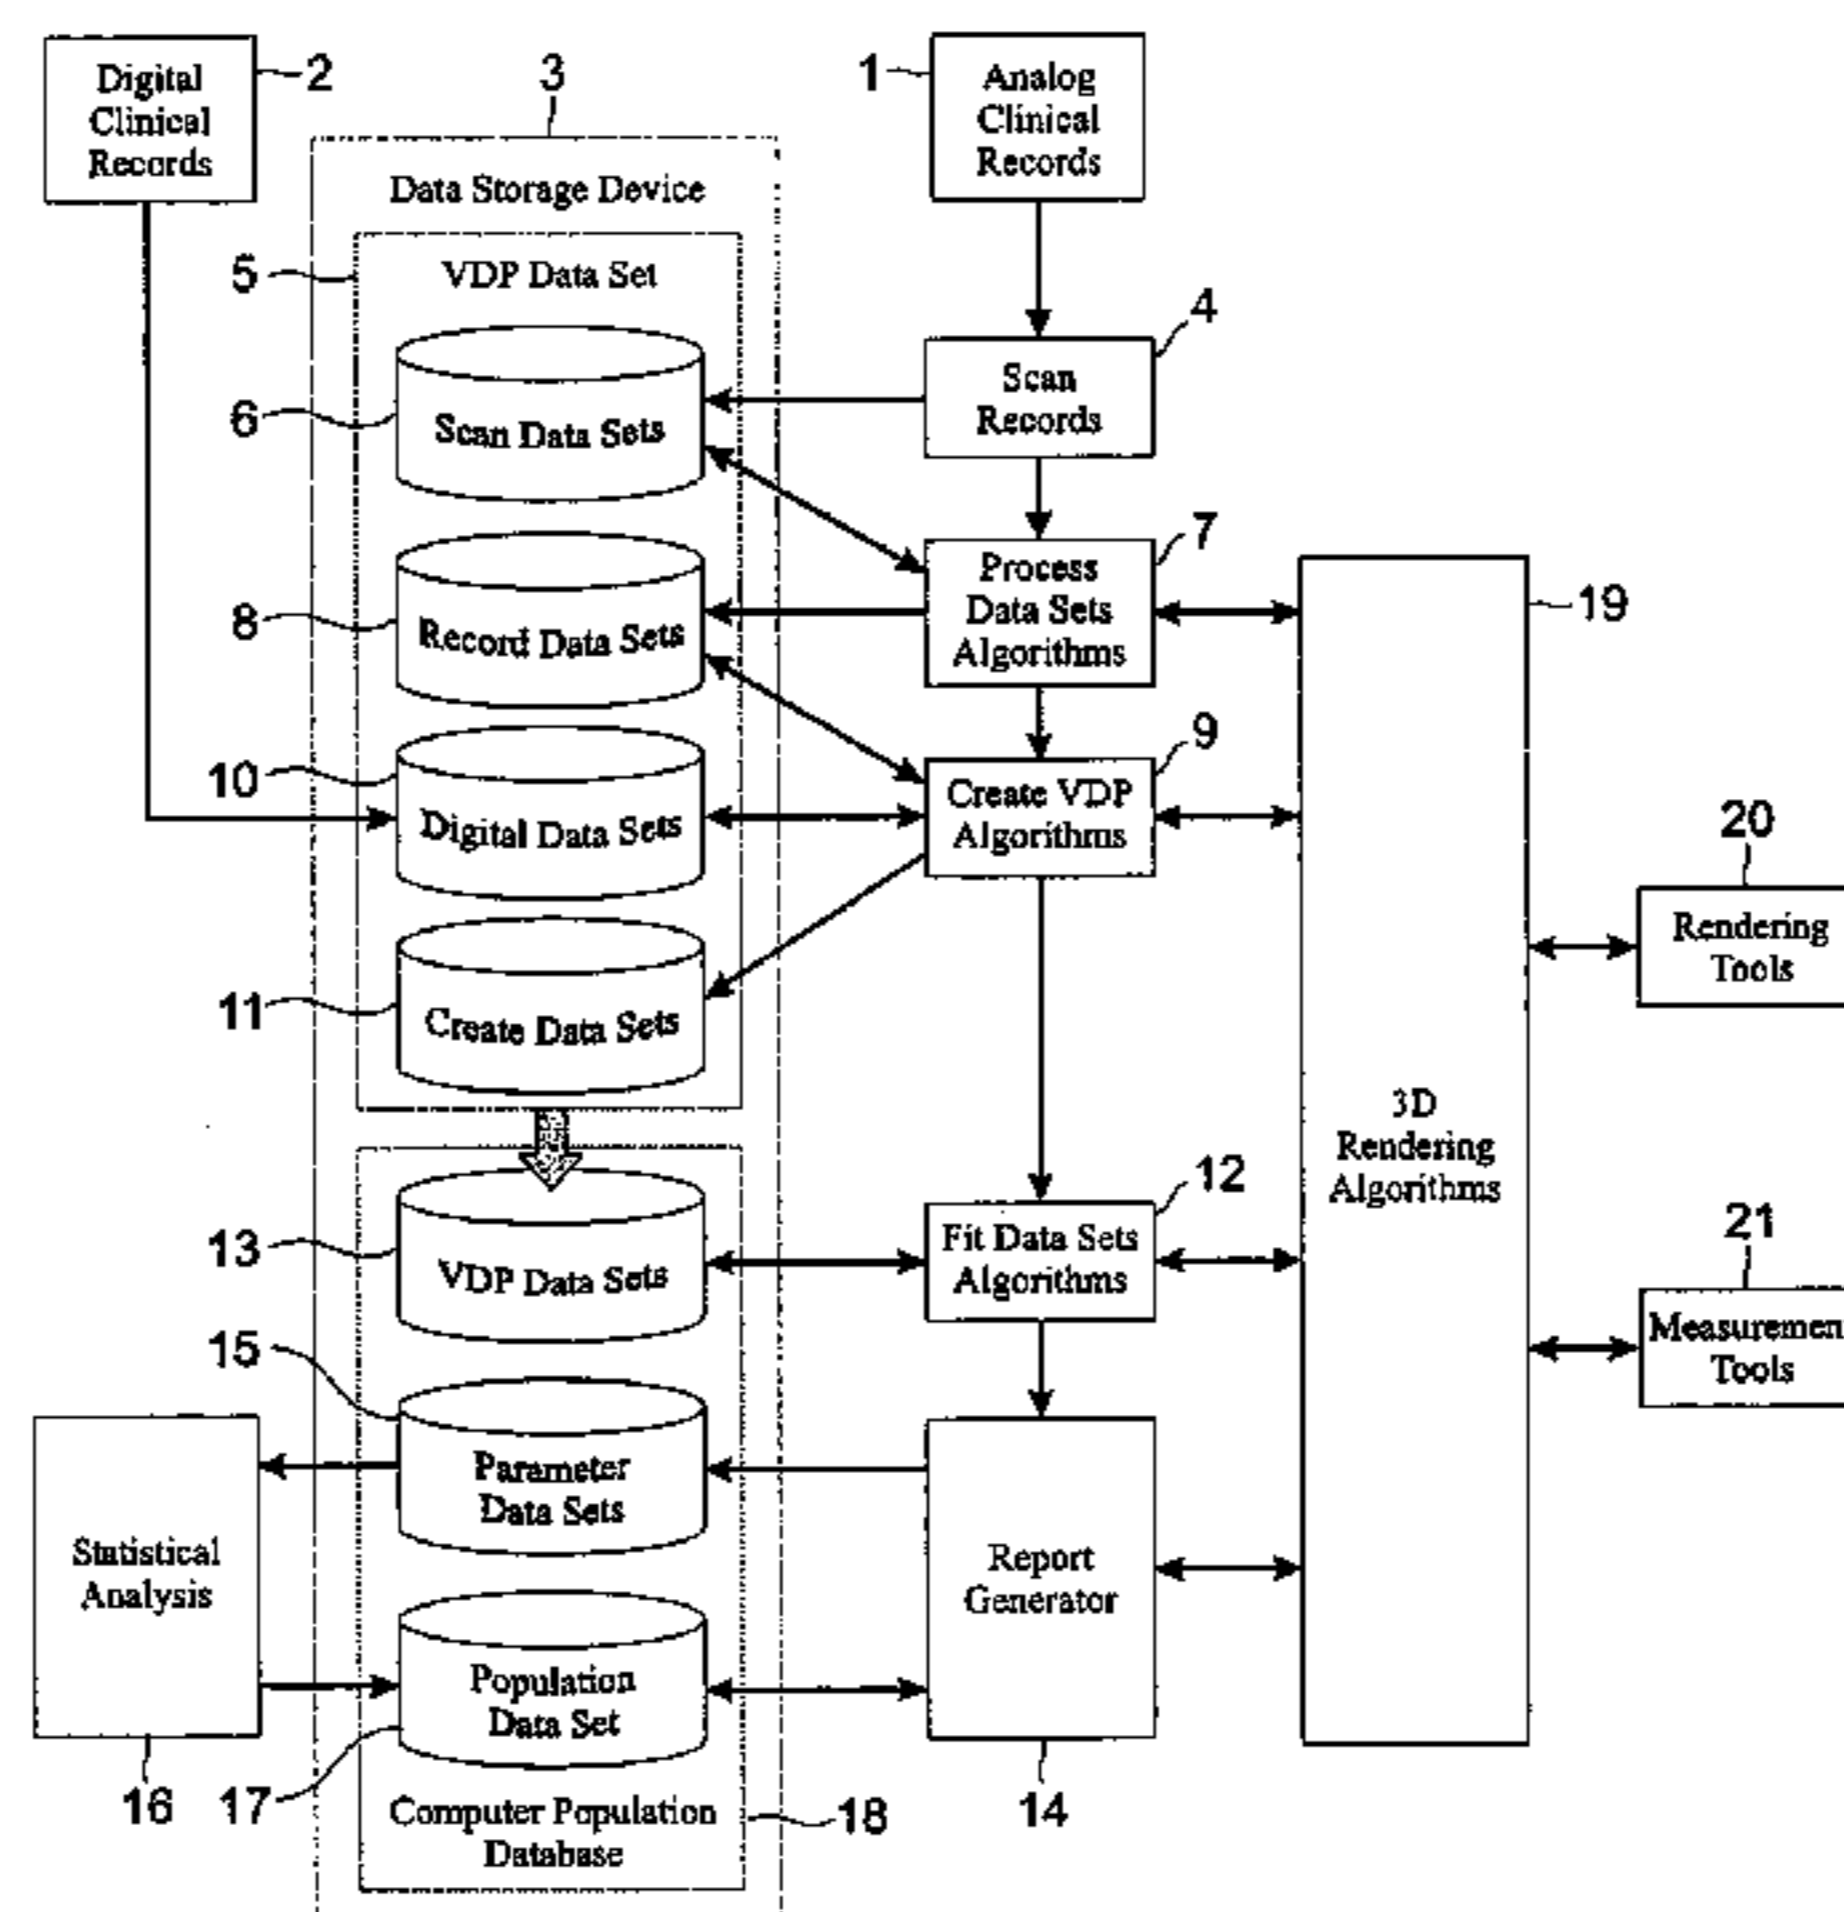 Digital
Clinical
Records
2
3
1
Analog
Clinical
Records
Data Storage Device
5
VDP Data Set
4
Scan
Records
6
Scan Data Sets
7
Process
Data Sets
Algorithms
19
8
Record Data Sets
9
Create VDP
Algorithms
10
Digital Data Sets
20
Rendering
Tools
11
Create Data Sets
3D
Rendering
Algorithms
12
Fit Data Sets
Algorithms
13
VDP Data Sets
21
Measuremen
Tools
15
Parameter
Data Sets
Statistical
Analysis
Report
Generator
Population
Data Set
16
17
14
Computer Population
Database
18